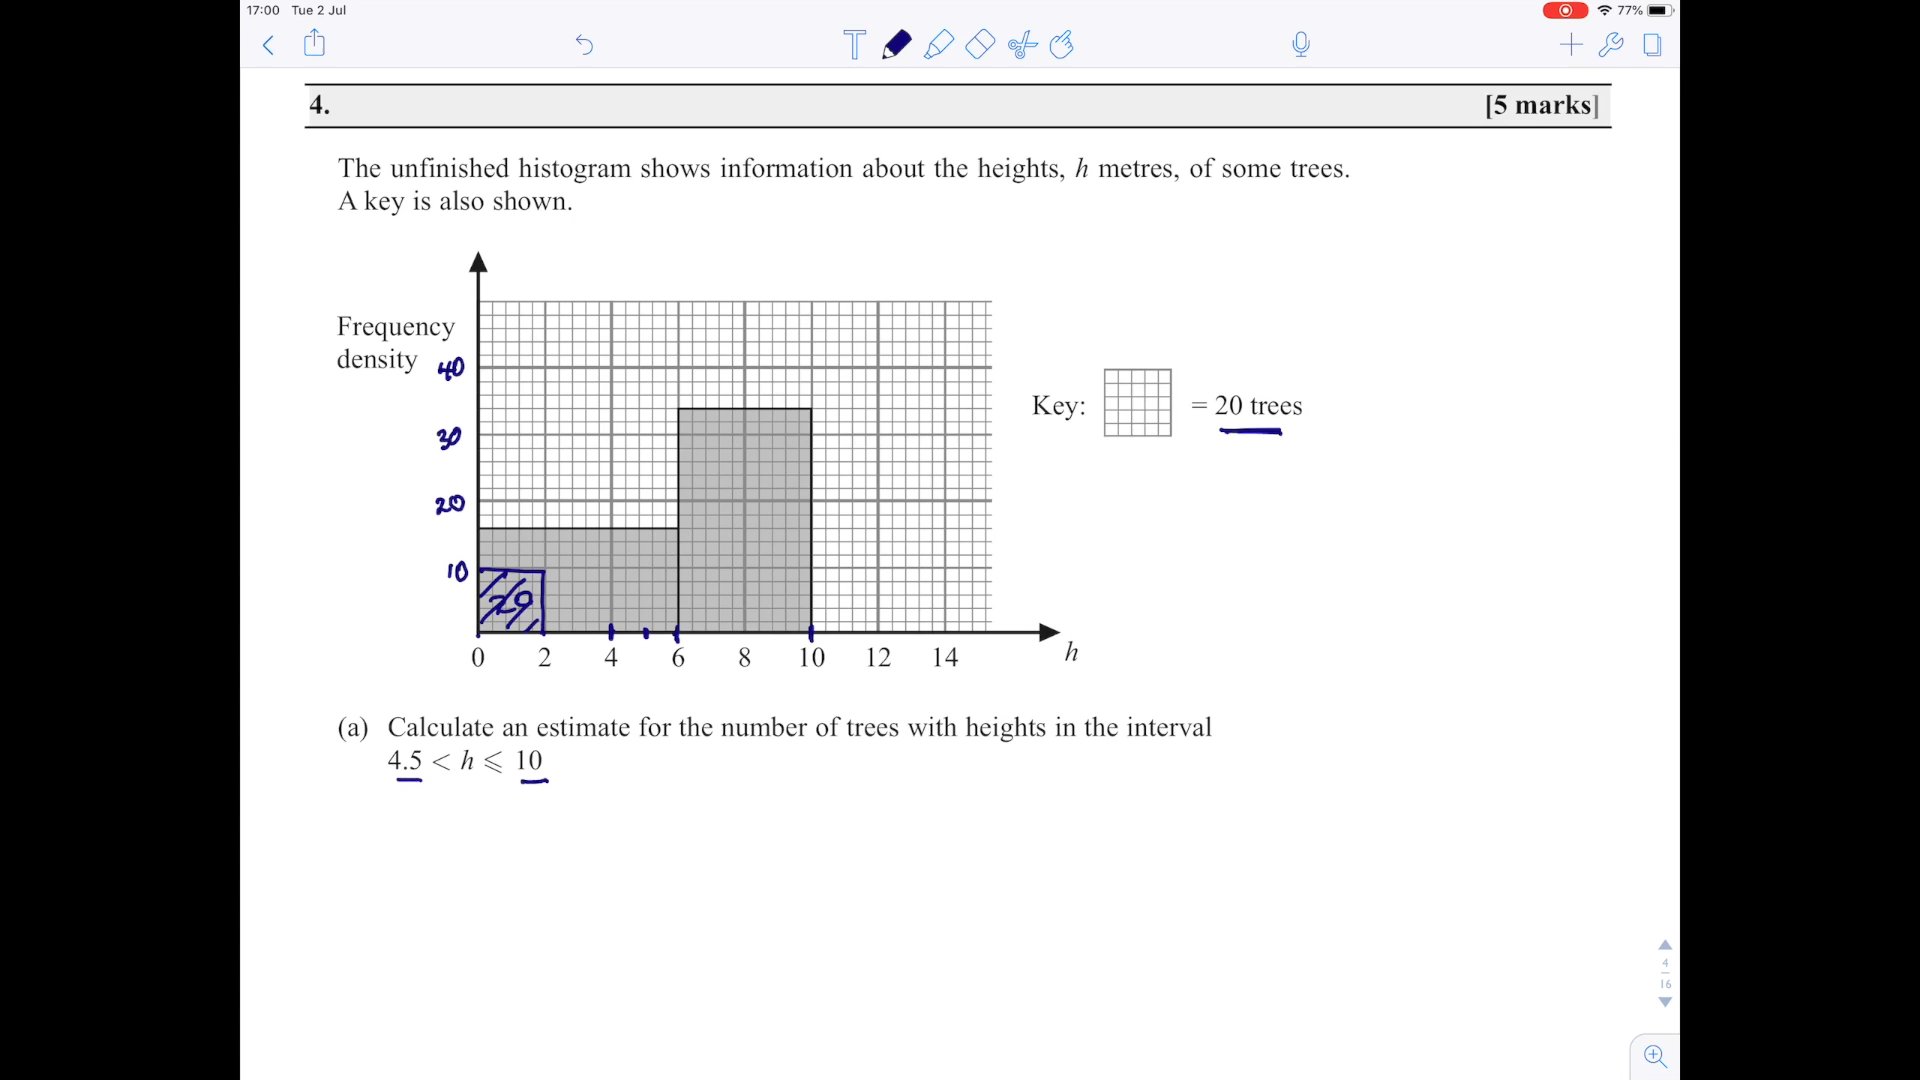 17:00 Tue 2 Jul
77%
T
4. [5 marks]
The unfinished histogram shows information about the heights, h metres, of some trees.
A key is also shown.
Frequency
density
40
30
20
10
20
Key: = 20 trees
0 2 4 6 8 10 12 14 h
(a) Calculate an estimate for the number of trees with heights in the interval
4.5 < h ⩽ 10
4
16